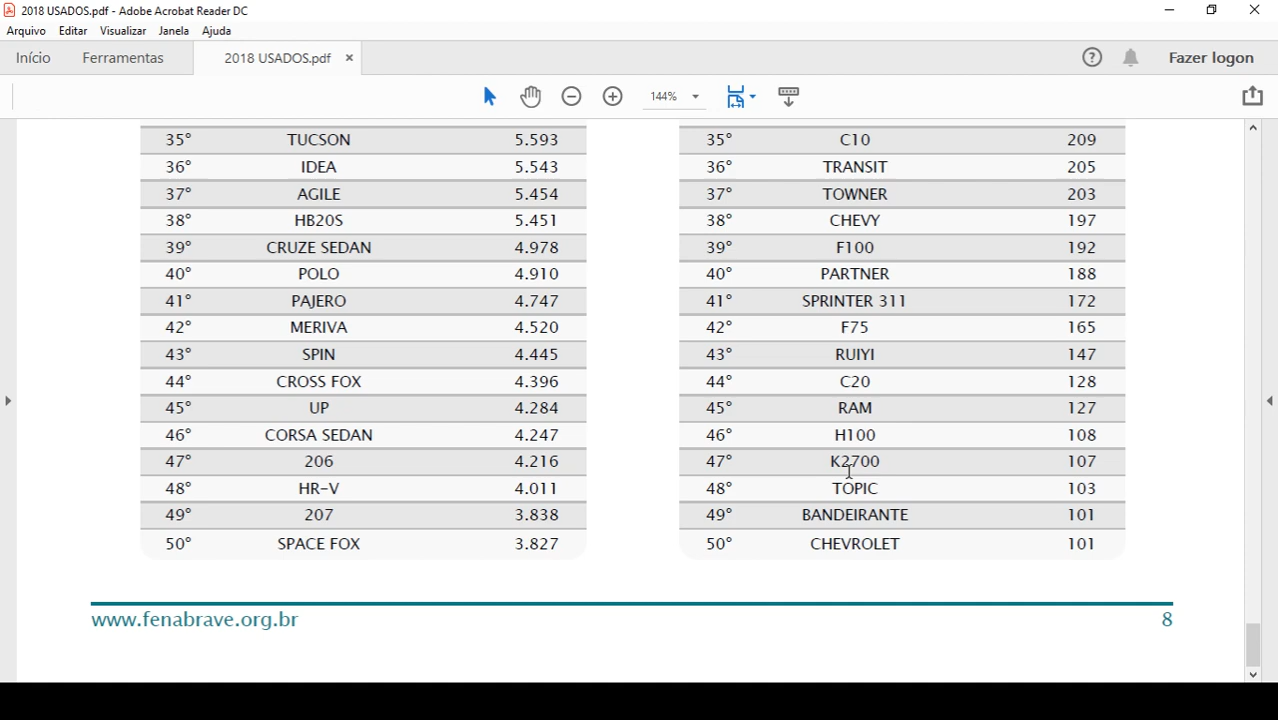 2018 USADOS.pdf - Adobe Acrobat Reader DC
Arquivo Editar Visualizar Janela Ajuda
Início Ferramentas 2018 USADOS.pdf × Fazer logon
144%
35° TUCSON 5.593 35° C10 209
36° IDEA 5.543 36° TRANSIT 205
37° AGILE 5.454 37° TOWNER 203
38° HB20S 5.451 38° CHEVY 197
39° CRUZE SEDAN 4.978 39° F100 192
40° POLO 4.910 40° PARTNER 188
41° PAJERO 4.747 41° SPRINTER 311 172
42° MERIVA 4.520 42° F75 165
43° SPIN 4.445 43° RUIYI 147
44° CROSS FOX 4.396 44° C20 128
45° UP 4.284 45° RAM 127
46° CORSA SEDAN 4.247 46° H100 108
47° 206 4.216 47° K2700 107
48° HR-V 4.011 48° TOPIC 103
49° 207 3.838 49° BANDEIRANTE 101
50° SPACE FOX 3.827 50° CHEVROLET 101
www.fenabrave.org.br 8